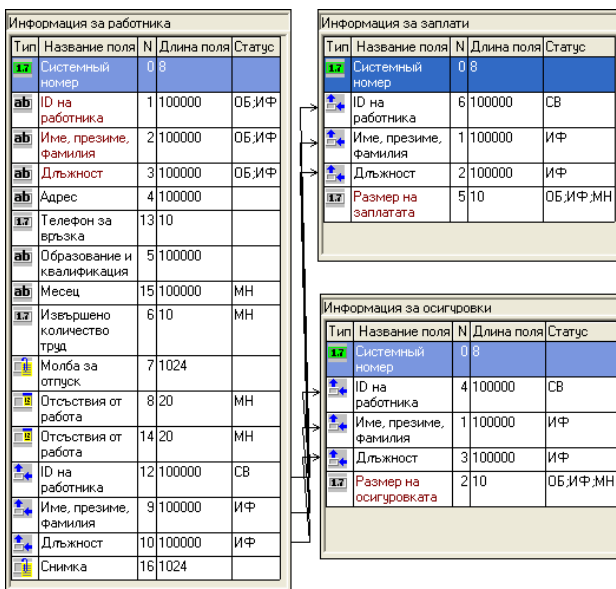 Информация за работника
Тип Название поля N Длина поля Статус
1.7 Системный номер 0 8
ab ID на работника 1 100000 ОБ;ИФ
ab Име, презиме, фамилия 2 100000 ОБ;ИФ
ab Длъжност 3 100000 ОБ;ИФ
ab Адрес 4 100000
1.7 Телефон за връзка 13 10
ab Образование и квалификация 5 100000
ab Месец 15 100000 МН
1.7 Извършено количество труд 6 10 МН
Молба за отпуск 7 1024
Отсъствия от работа 8 20 МН
Отсъствия от работа 14 20 МН
ID на работника 12 100000 СВ
Име, презиме, фамилия 9 100000 ИФ
Длъжност 10 100000 ИФ
Снимка 16 1024
Информация за заплати
Тип Название поля N Длина поля Статус
1.7 Системный номер 0 8
ID на работника 6 100000 СВ
Име, презиме, фамилия 1 100000 ИФ
Длъжност 2 100000 ИФ
1.7 Размер на заплатата 5 10 ОБ;ИФ;МН
Информация за осигуровки
Тип Название поля N Длина поля Статус
1.7 Системный номер 0 8
ID на работника 4 100000 СВ
Име, презиме, фамилия 1 100000 ИФ
Длъжност 3 100000 ИФ
1.7 Размер на осигуровката 2 10 ОБ;ИФ;МН